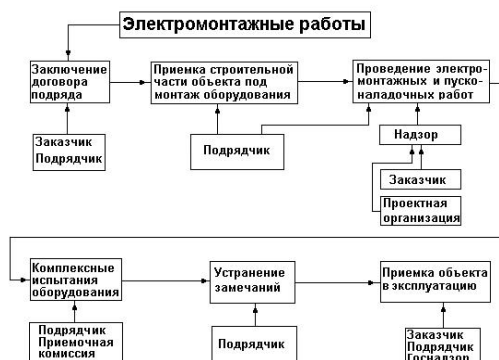 Электромонтажные работы
Заключение
договора
подряда
Приемка строительной
части объекта под
монтаж оборудования
Проведение электро-
монтажных и пуско-
наладочных работ
Заказчик
Подрядчик
Подрядчик
Надзор
Заказчик
Проектная
организация
Комплексные
испытания
оборудования
Устранение
замечаний
Приемка объекта
в эксплуатацию
Подрядчик
Приемочная
комиссия
Подрядчик
Заказчик
Подрядчик
Госнадзор